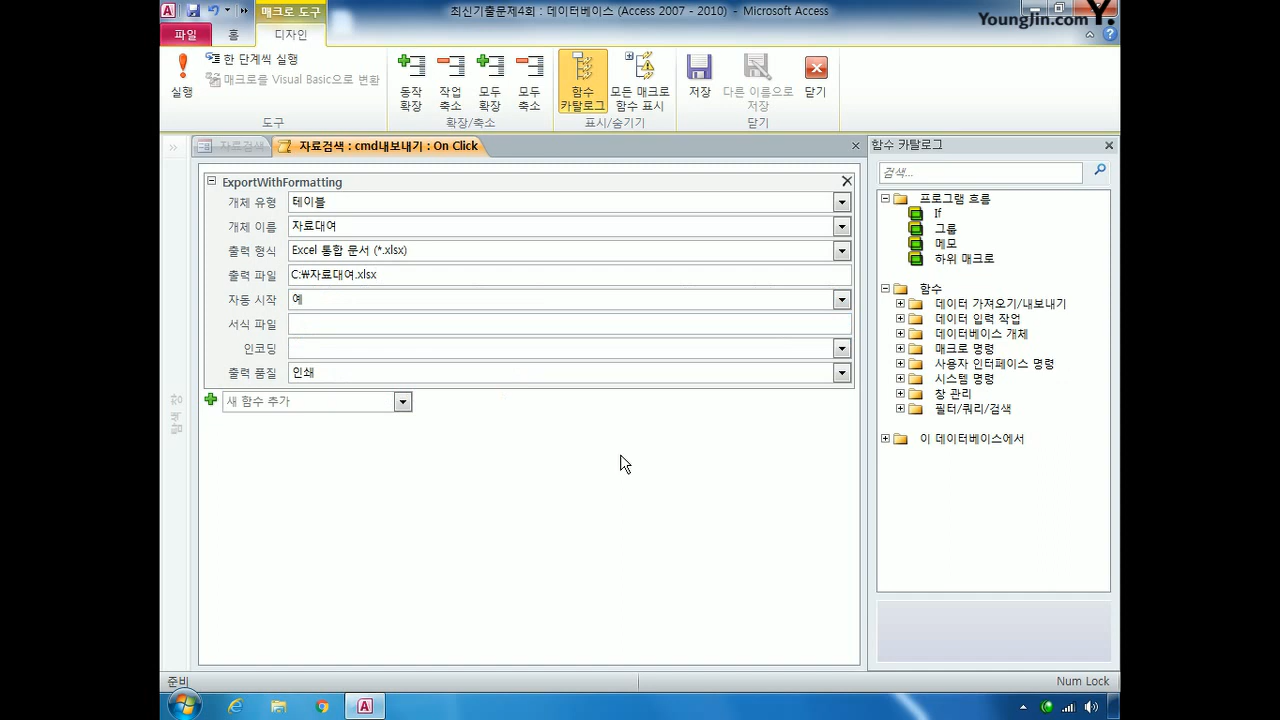 매크로 도구
최신기출문제4회 : 데이터베이스 (Access 2007 - 2010) - Microsoft Access
YoungJin.com Y.
파일
홈
디자인
실행
한 단계씩 실행
매크로를 Visual Basic으로 변환
도구
동작
확장
작업
축소
모두
확장
모두
축소
확장/축소
함수
카탈로그
모든 매크로
함수 표시
표시/숨기기
저장
다른 이름으로
저장
닫기
닫기
자료검색
자료검색 : cmd내보내기 : On Click
ExportWithFormatting
개체 유형 테이블
개체 이름 자료대여
출력 형식 Excel 통합 문서 (*.xlsx)
출력 파일 C:₩자료대여.xlsx
자동 시작 예
서식 파일
인코딩
출력 품질 인쇄
새 함수 추가
탐색 창
함수 카탈로그
검색...
프로그램 흐름
If
그룹
메모
하위 매크로
함수
데이터 가져오기/내보내기
데이터 입력 작업
데이터베이스 개체
매크로 명령
사용자 인터페이스 명령
시스템 명령
창 관리
필터/쿼리/검색
이 데이터베이스에서
준비
Num Lock